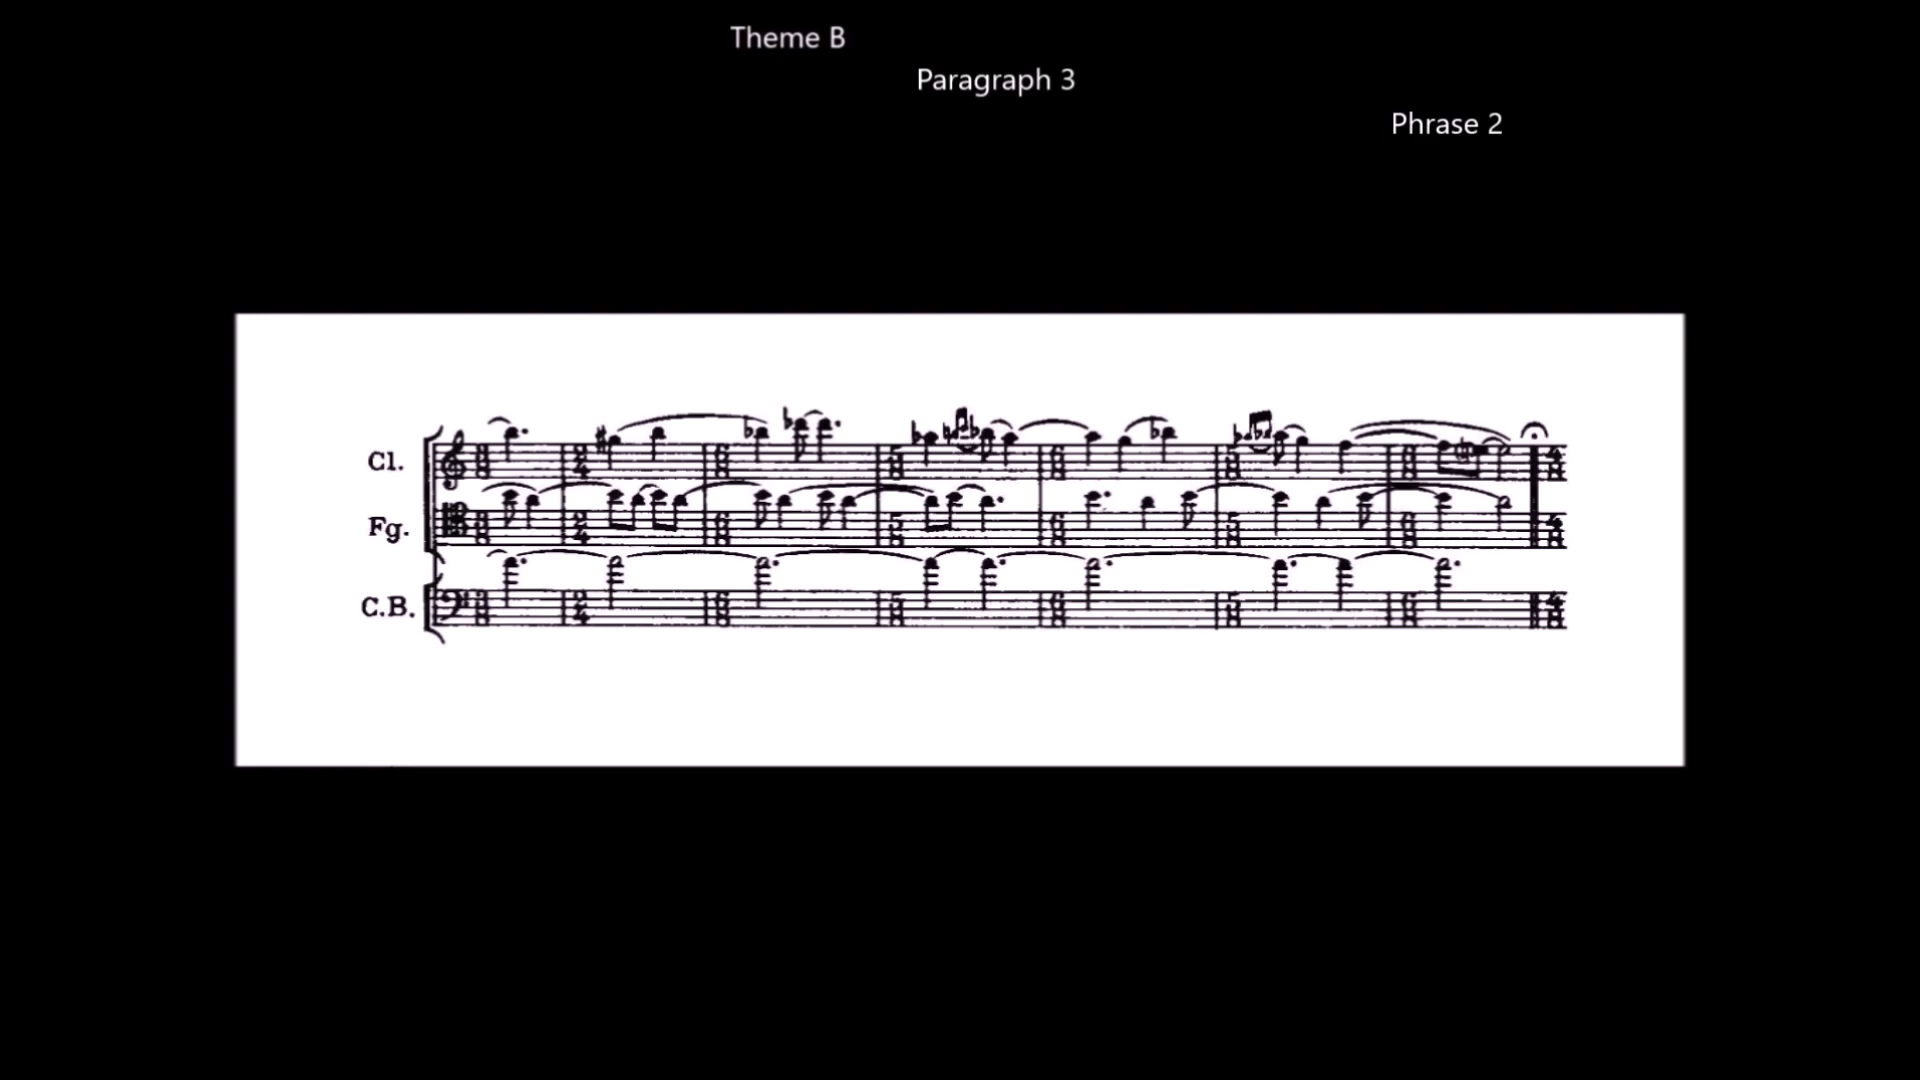 Theme B
Paragraph 3
Phrase 2
Cl.
Fg.
C.B.